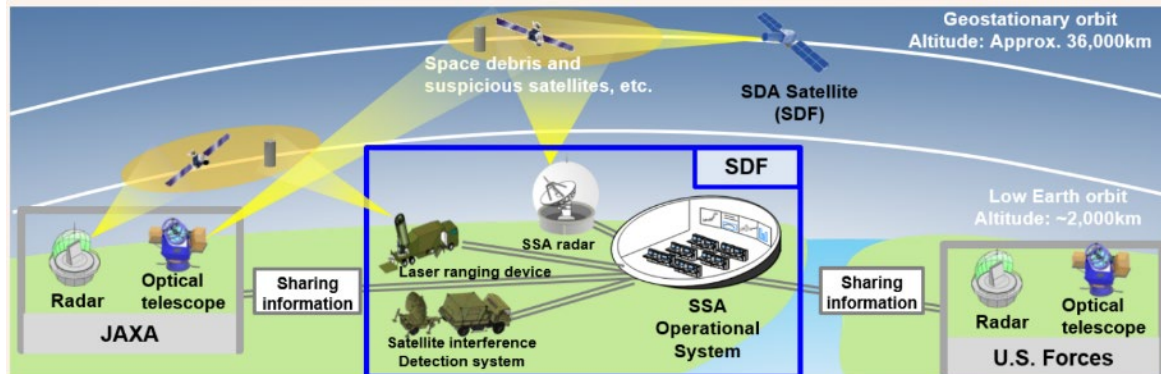 Geostationary orbit
Altitude: Approx. 36,000km
Space debris and
suspicious satellites, etc.
SDA Satellite
(SDF)
SDF
Low Earth orbit
Altitude: ~2,000km
SSA radar
Laser ranging device
Radar
Optical
telescope
JAXA
Sharing
information
Satellite interference
Detection system
SSA
Operational
System
Sharing
information
Radar
Optical
telescope
U.S. Forces